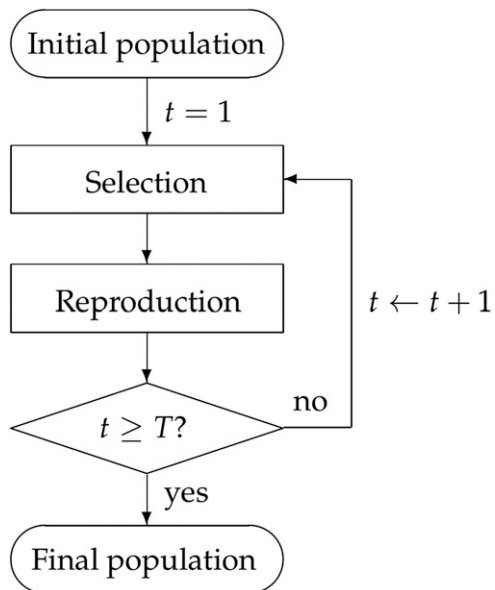 Initial population
t = 1
Selection
Reproduction
t ← t + 1
t ≥ T?
no
yes
Final population